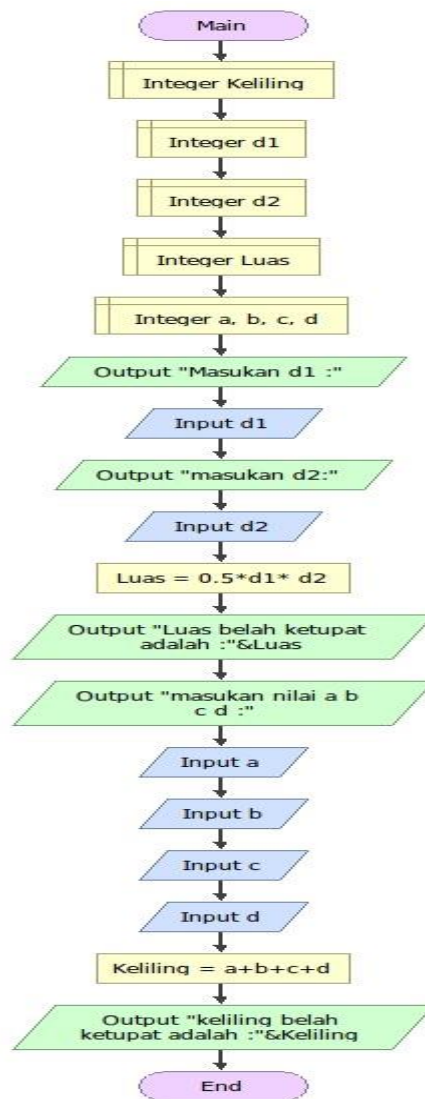 Main
Integer Keliling
Integer d1
Integer d2
Integer Luas
Integer a, b, c, d
Output "Masukan d1 :"
Input d1
Output "masukan d2:"
Input d2
Luas = 0.5*d1* d2
Output "Luas belah ketupat
adalah :"&Luas
Output "masukan nilai a b
c d :"
Input a
Input b
Input c
Input d
Keliling = a+b+c+d
Output "keliling belah
ketupat adalah :"&Keliling
End